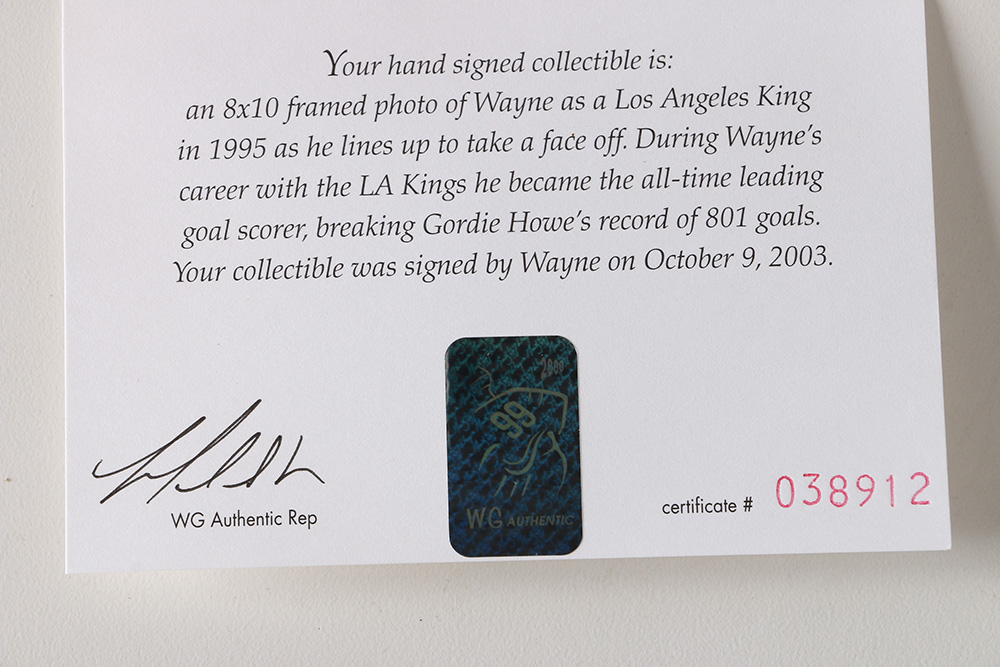 Your hand signed collectible is:
an 8x10 framed photo of Wayne as a Los Angeles King
in 1995 as he lines up to take a face off. During Wayne's
career with the LA Kings he became the all-time leading
goal scorer, breaking Gordie Howe's record of 801 goals.
Your collectible was signed by Wayne on October 9, 2003.
99
WG AUTHENTIC
WG Authentic Rep
certificate # 038912